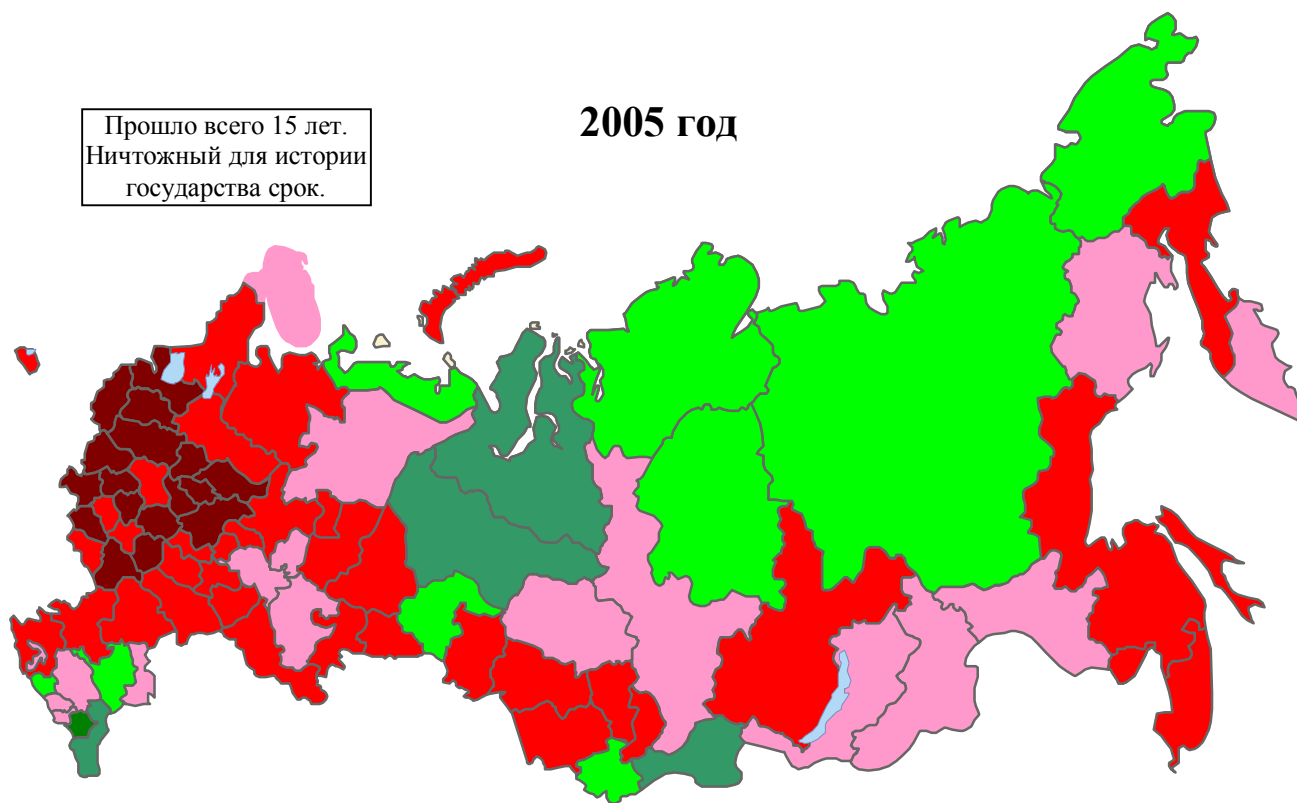 2005 год
Прошло всего 15 лет.
Ничтожный для истории
государства срок.